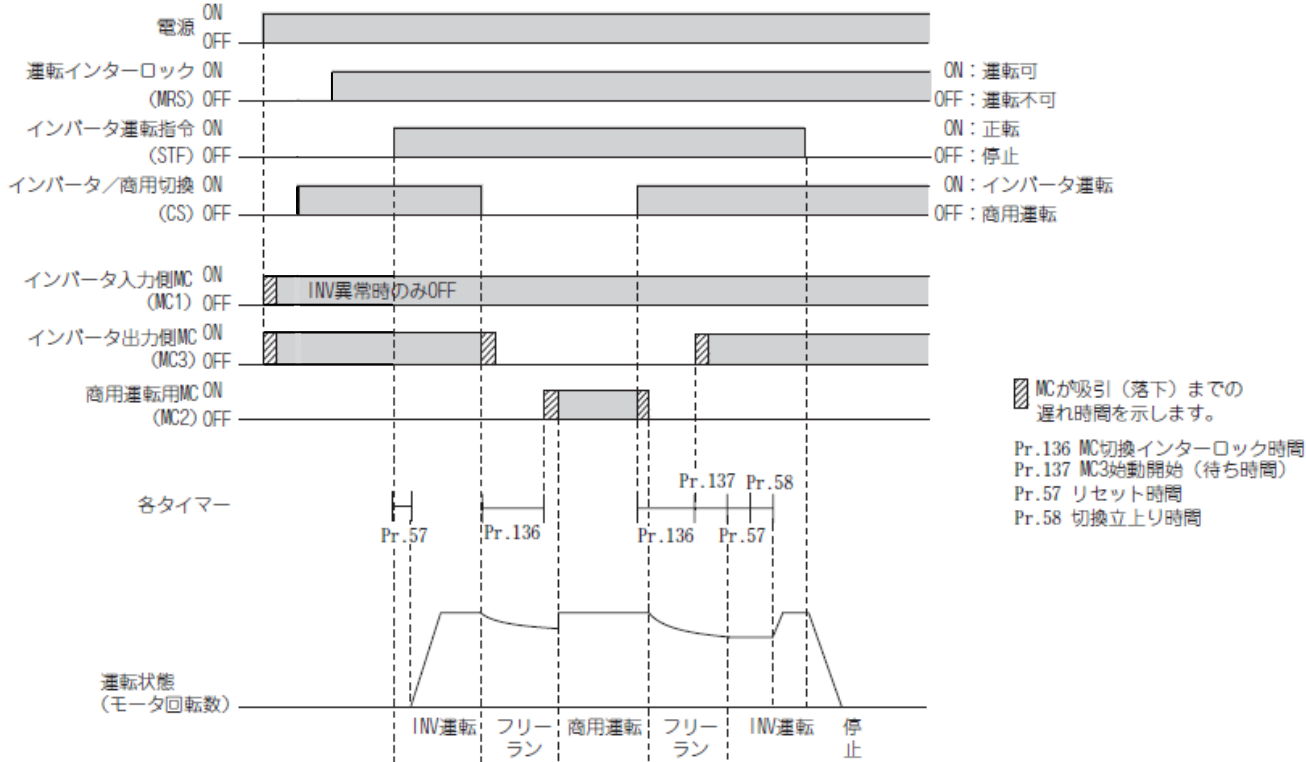 電源 ON
OFF
運転インターロック ON
(MRS) OFF
ON：運転可
OFF：運転不可
インバータ運転指令 ON
(STF) OFF
ON：正転
OFF：停止
インバータ／商用切換 ON
(CS) OFF
ON：インバータ運転
OFF：商用運転
インバータ入力側MC ON
(MC1) OFF
INV異常時のみOFF
インバータ出力側MC ON
(MC3) OFF
商用運転用MC ON
(MC2) OFF
MCが吸引（落下）までの
遅れ時間を示します。
Pr.136 MC切換インターロック時間
Pr.137 MC3始動開始（待ち時間）
Pr.57 リセット時間
Pr.58 切換立上り時間
各タイマー
Pr.137 Pr.58
Pr.57 Pr.136 Pr.136 Pr.57
運転状態
（モータ回転数）
INV運転 フリー 商用運転 フリー INV運転 停
ラン ラン 止